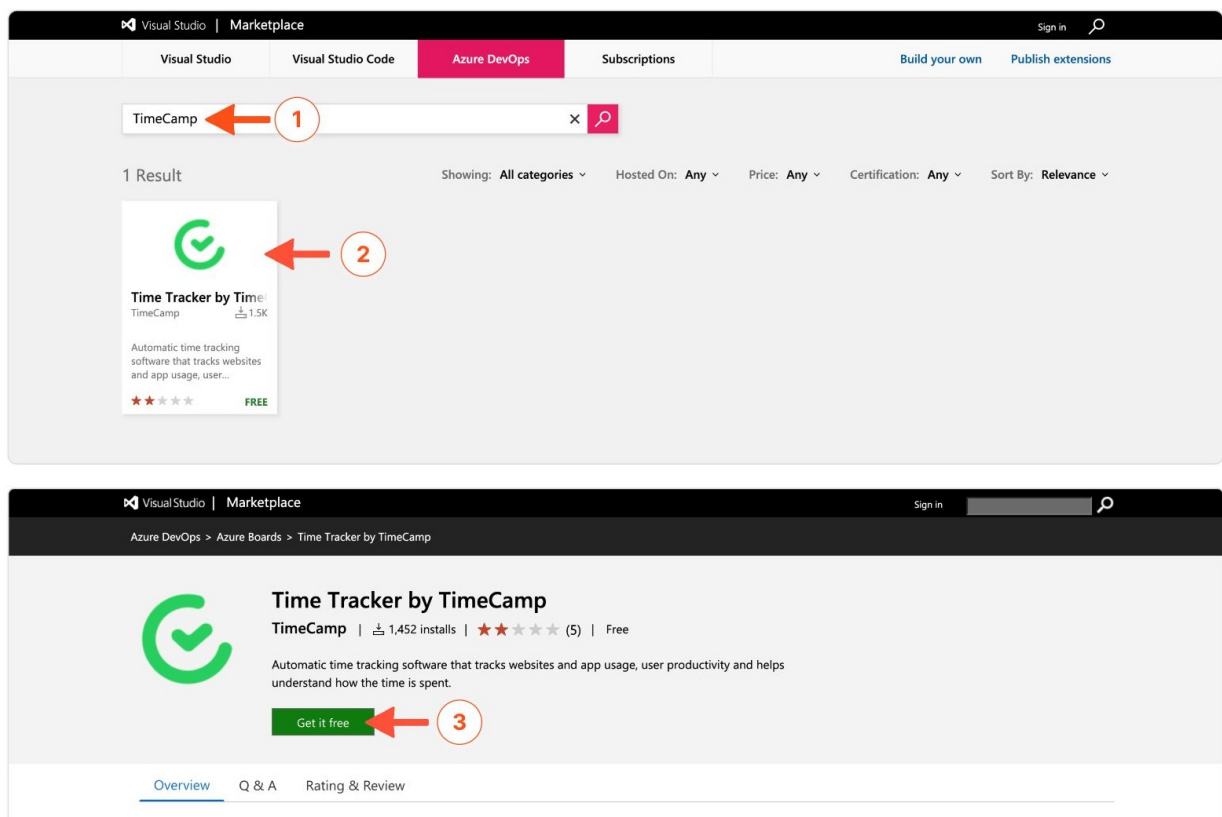 Visual Studio | Marketplace
Sign in
Visual Studio
Visual Studio Code
Azure DevOps
Subscriptions
Build your own
Publish extensions
TimeCamp
1
1 Result
Showing: All categories
Hosted On: Any
Price: Any
Certification: Any
Sort By: Relevance
2
Time Tracker by Time
TimeCamp
1.5K
Automatic time tracking
software that tracks websites
and app usage, user...
FREE
Visual Studio | Marketplace
Sign in
Azure DevOps > Azure Boards > Time Tracker by TimeCamp
Time Tracker by TimeCamp
TimeCamp | 1,452 installs | (5) | Free
Automatic time tracking software that tracks websites and app usage, user productivity and helps
understand how the time is spent.
Get it free
3
Overview
Q & A
Rating & Review